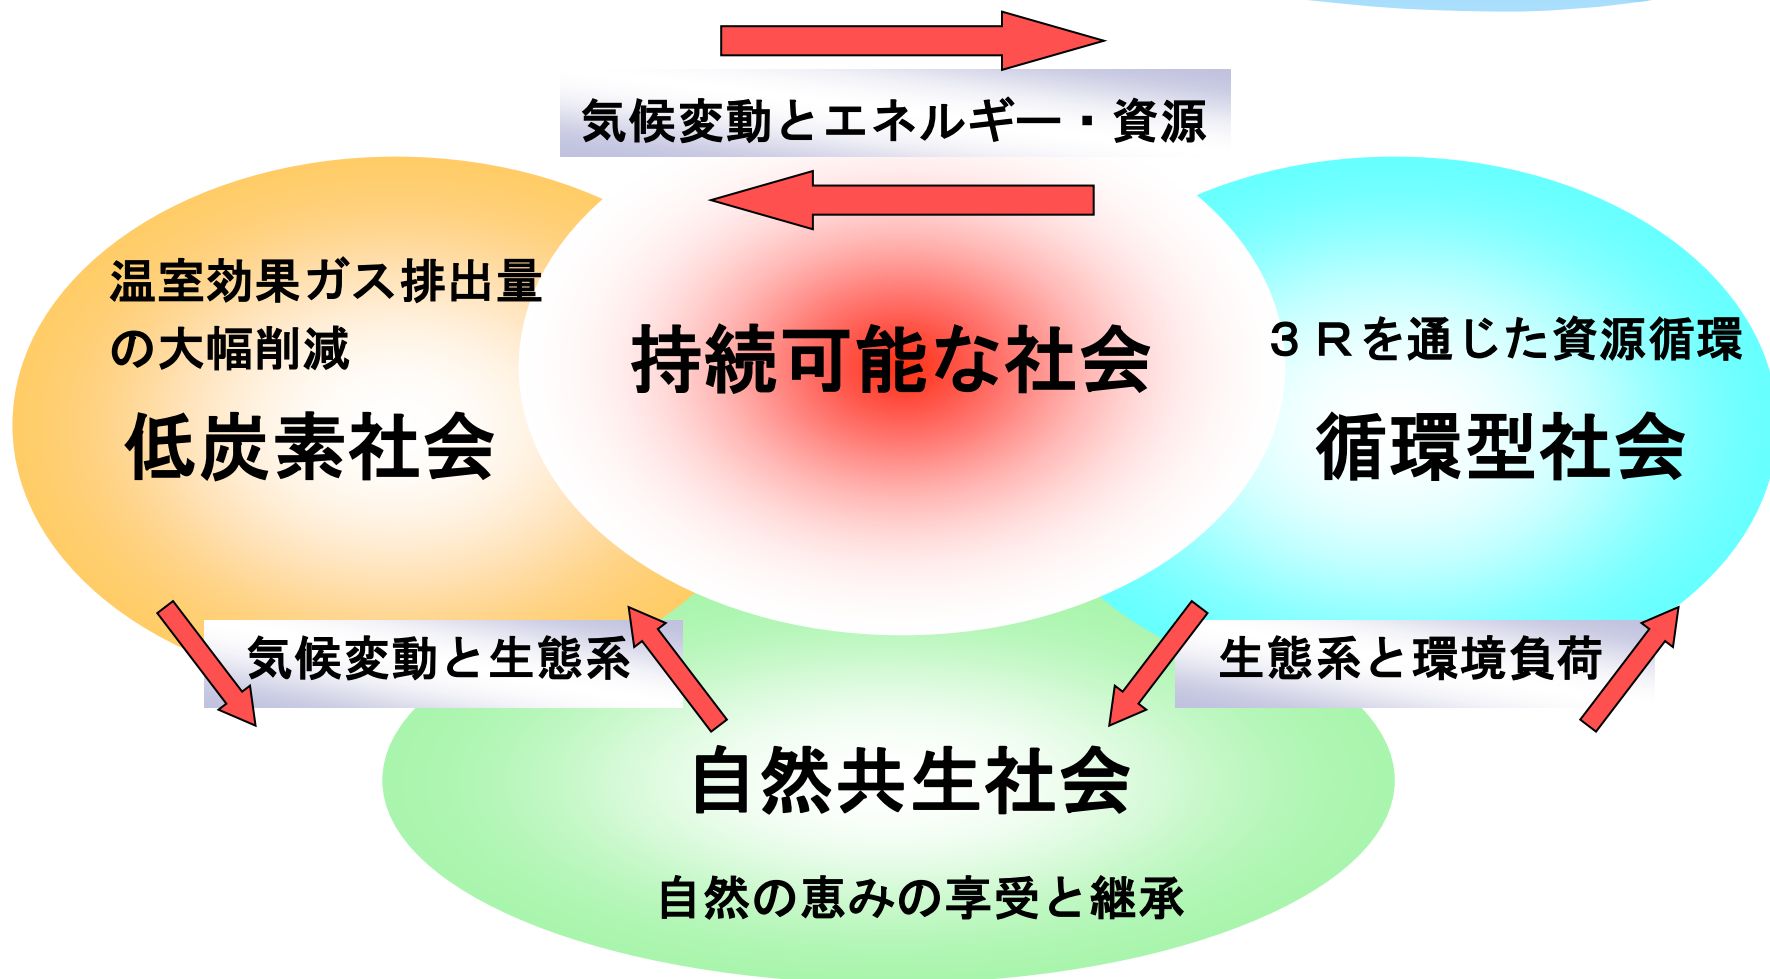 気候変動とエネルギー・資源
温室効果ガス排出量
の大幅削減
低炭素社会
持続可能な社会
３Ｒを通じた資源循環
循環型社会
気候変動と生態系
生態系と環境負荷
自然共生社会
自然の恵みの享受と継承